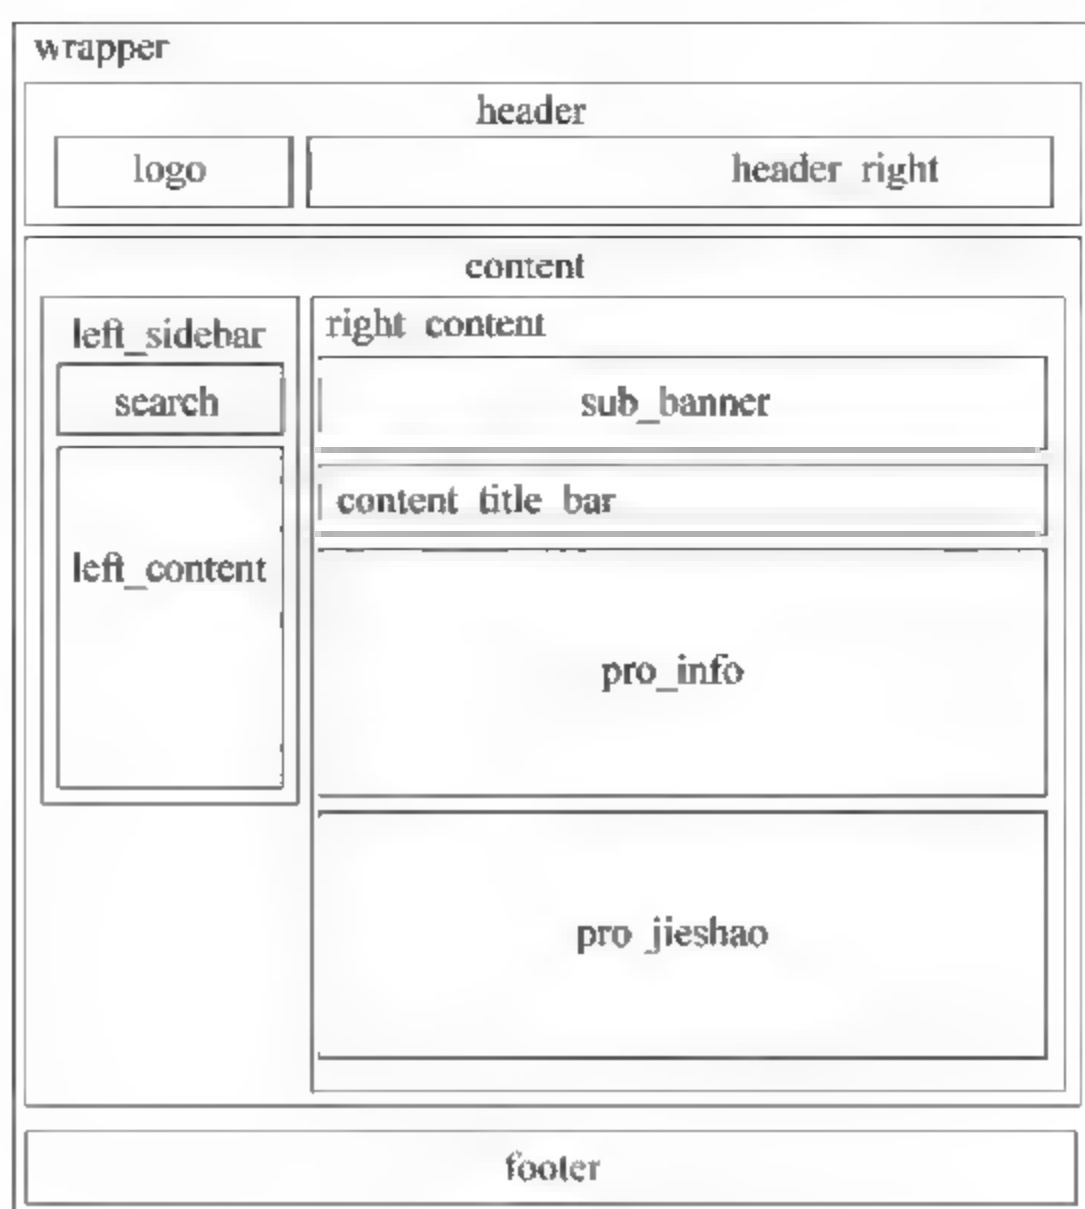 wrapper
header
logo
header right
content
left_sidebar
search
left_content
right content
sub_banner
content title bar
pro_info
pro jieshao
footer